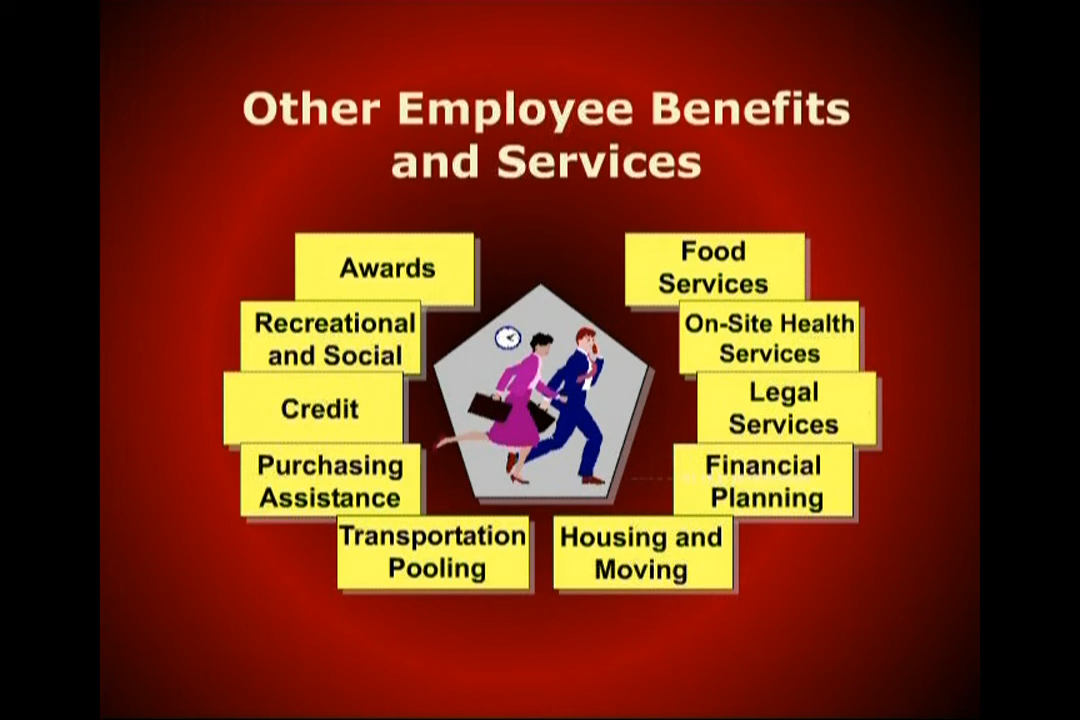 Other Employee Benefits
and Services
Awards
Recreational
and Social
Credit
Purchasing
Assistance
Transportation
Pooling
Food
Services
On-Site Health
Services
Legal
Services
Financial
Planning
Housing and
Moving